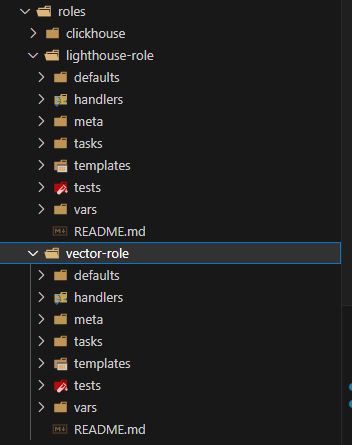 roles
clickhouse
lighthouse-role
defaults
handlers
meta
tasks
templates
tests
vars
README.md
vector-role
defaults
handlers
meta
tasks
templates
tests
vars
README.md